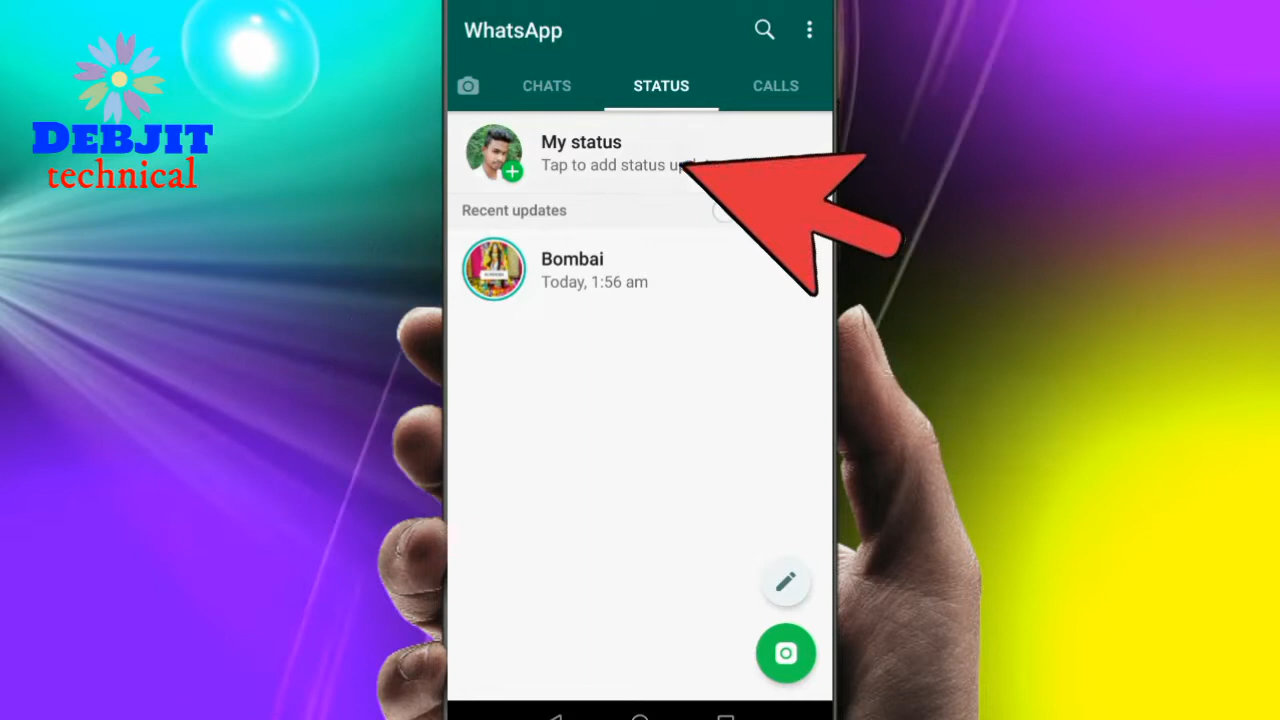 DEBJIT
technical
WhatsApp
CHATS
STATUS
CALLS
My status
Tap to add status
Recent updates
Bombai
Today, 1:56 am